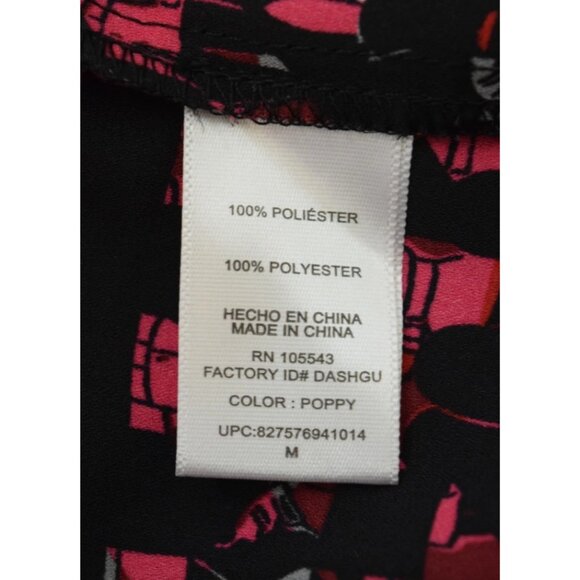 100% POLIÉSTER
100% POLYESTER
HECHO EN CHINA
MADE IN CHINA
RN 105543
FACTORY ID# DASHGU
COLOR : POPPY
UPC:827576941014
M